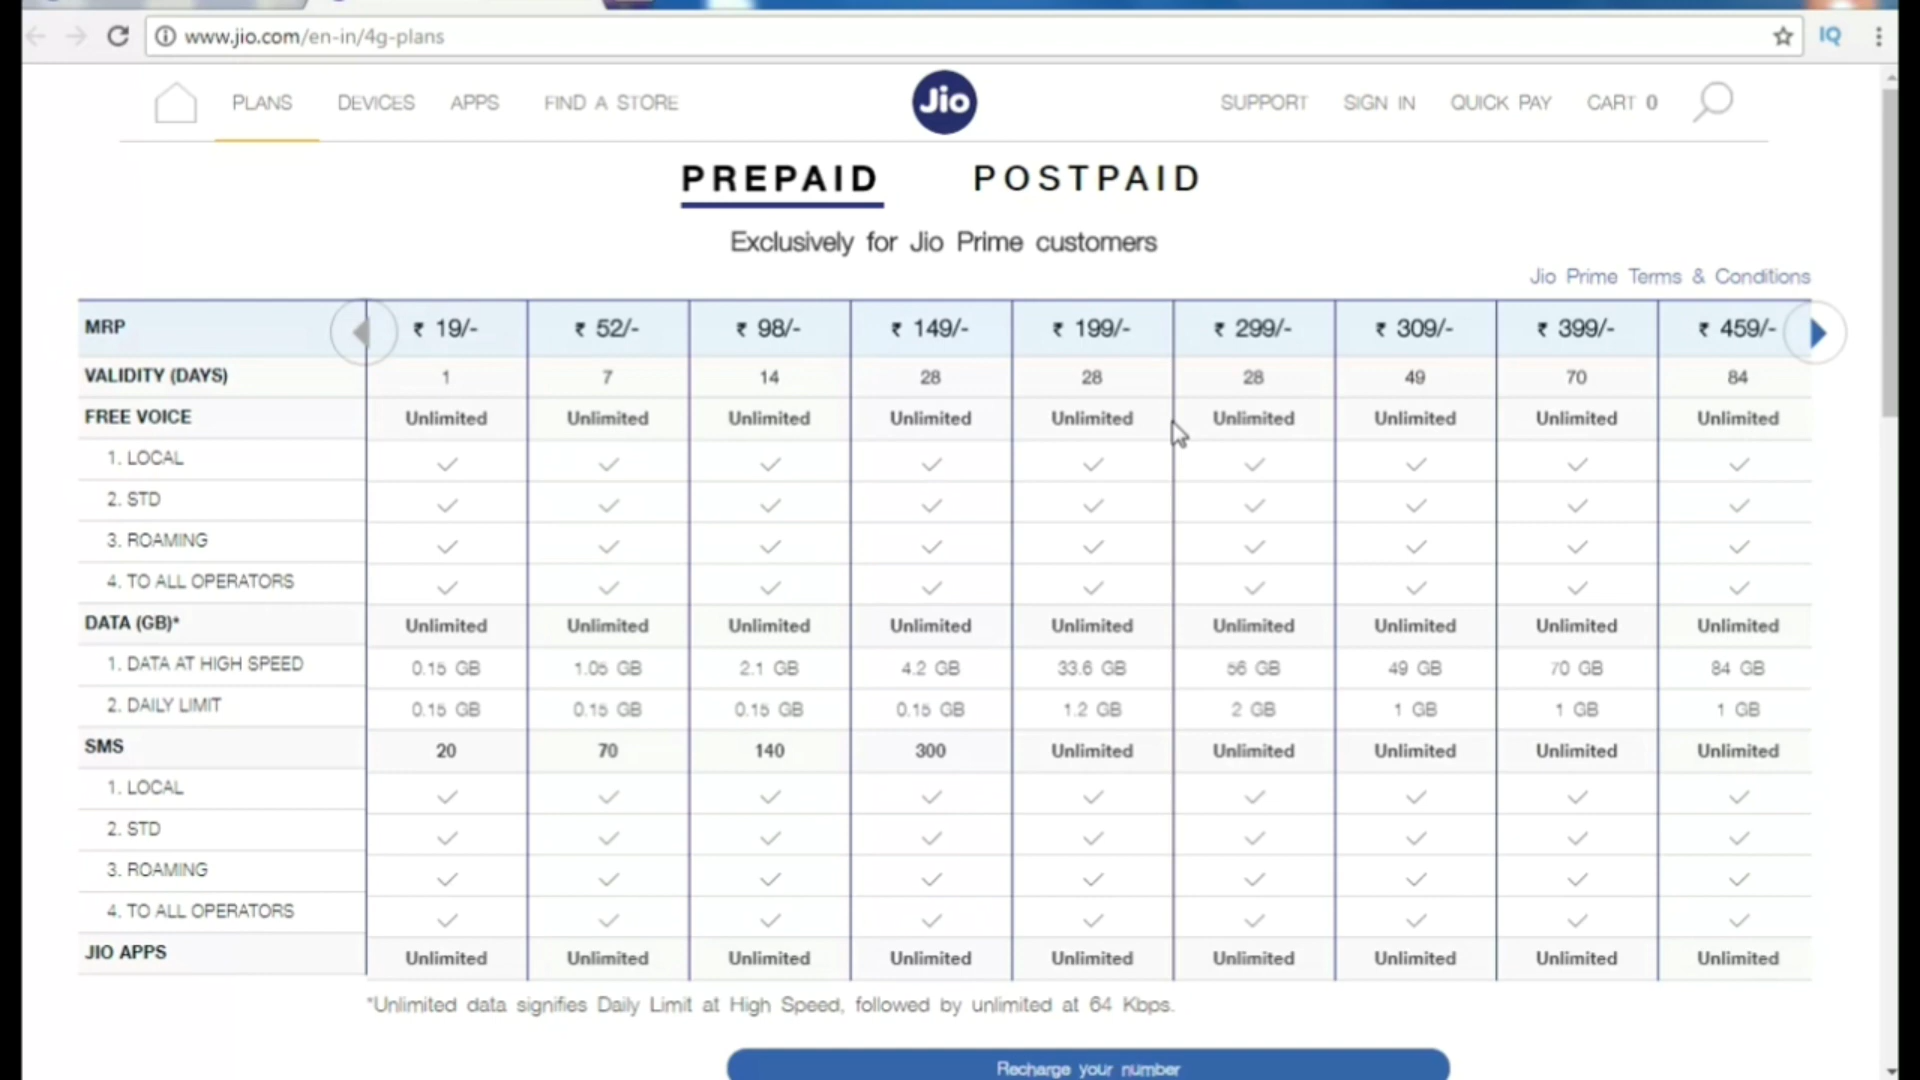 www.jio.com/en-in/4g-plans
IQ
PLANS DEVICES APPS FIND A STORE Jio SUPPORT SIGN IN QUICK PAY CART 0
PREPAID POSTPAID
Exclusively for Jio Prime customers
Jio Prime Terms & Conditions
MRP ₹ 19/- ₹ 52/- ₹ 98/- ₹ 149/- ₹ 199/- ₹ 299/- ₹ 309/- ₹ 399/- ₹ 459/-
VALIDITY (DAYS) 1 7 14 28 28 28 49 70 84
FREE VOICE Unlimited Unlimited Unlimited Unlimited Unlimited Unlimited Unlimited Unlimited Unlimited
1. LOCAL
2. STD
3. ROAMING
4. TO ALL OPERATORS
DATA (GB)* Unlimited Unlimited Unlimited Unlimited Unlimited Unlimited Unlimited Unlimited Unlimited
1. DATA AT HIGH SPEED 0.15 GB 1.05 GB 2.1 GB 4.2 GB 33.6 GB 56 GB 49 GB 70 GB 84 GB
2. DAILY LIMIT 0.15 GB 0.15 GB 0.15 GB 0.15 GB 1.2 GB 2 GB 1 GB 1 GB 1 GB
SMS 20 70 140 300 Unlimited Unlimited Unlimited Unlimited Unlimited
1. LOCAL
2. STD
3. ROAMING
4. TO ALL OPERATORS
JIO APPS Unlimited Unlimited Unlimited Unlimited Unlimited Unlimited Unlimited Unlimited Unlimited
*Unlimited data signifies Daily Limit at High Speed, followed by unlimited at 64 Kbps.
Recharge your number